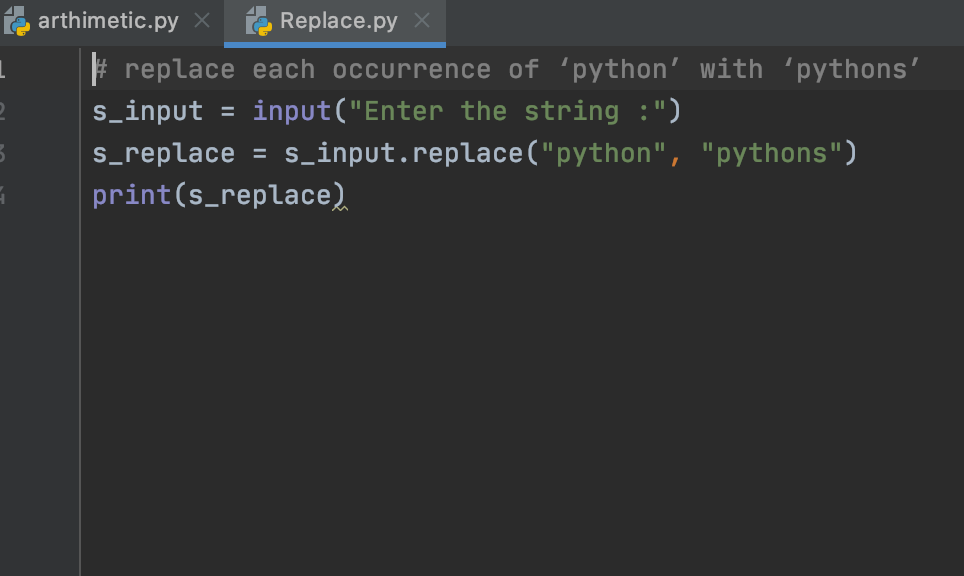 arthimetic.py Replace.py
1 # replace each occurrence of ‘python’ with ‘pythons’
2 s_input = input("Enter the string :")
3 s_replace = s_input.replace("python", "pythons")
4 print(s_replace)